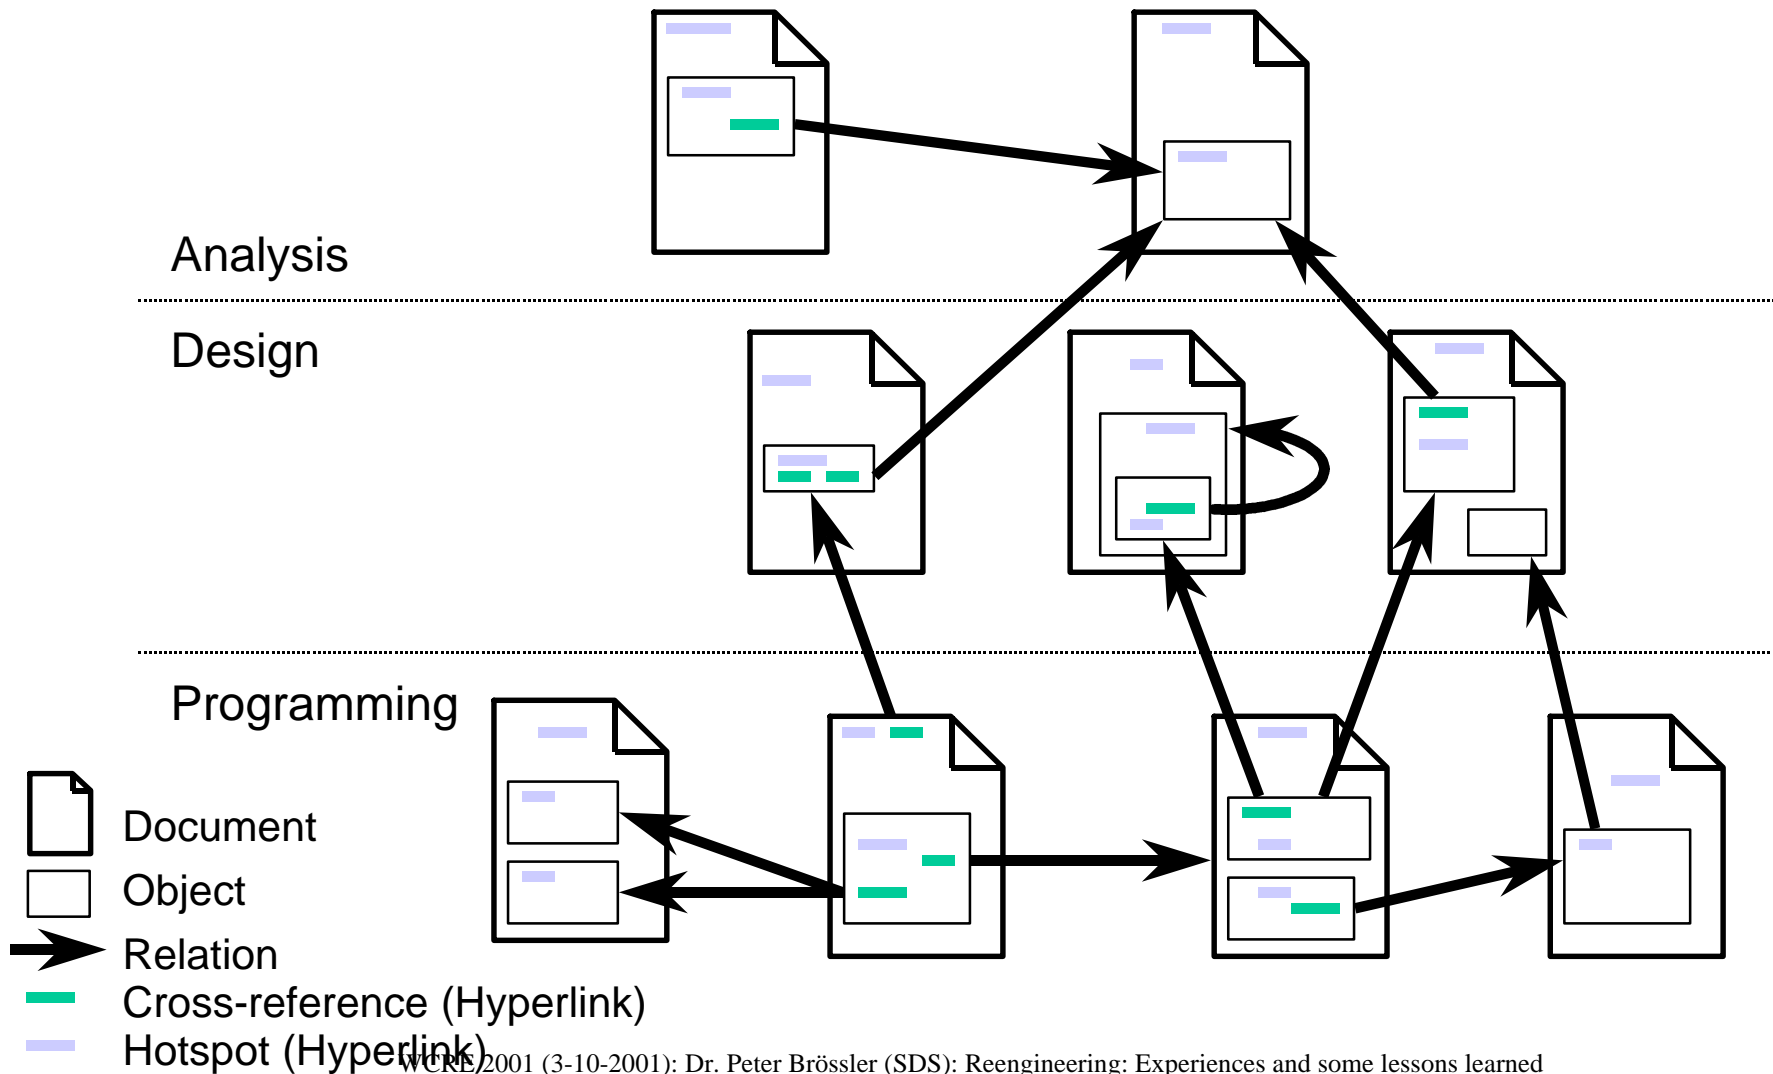 Analysis
Design
Programming
Document
Object
Relation
Cross-reference (Hyperlink)
Hotspot (Hyperlink)
WCRE 2001 (3-10-2001): Dr. Peter Brössler (SDS): Reengineering: Experiences and some lessons learned